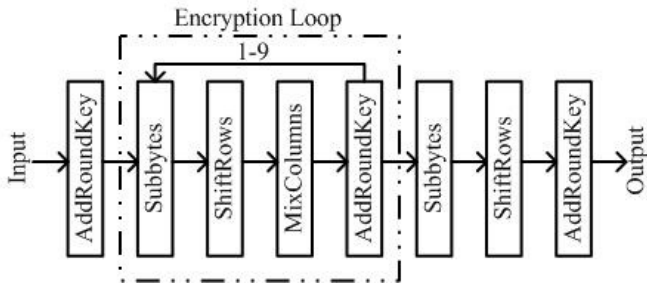 Encryption Loop
1-9
Input
AddRoundKey
Subbytes
ShiftRows
MixColumns
AddRoundKey
Subbytes
ShiftRows
AddRoundKey
Output